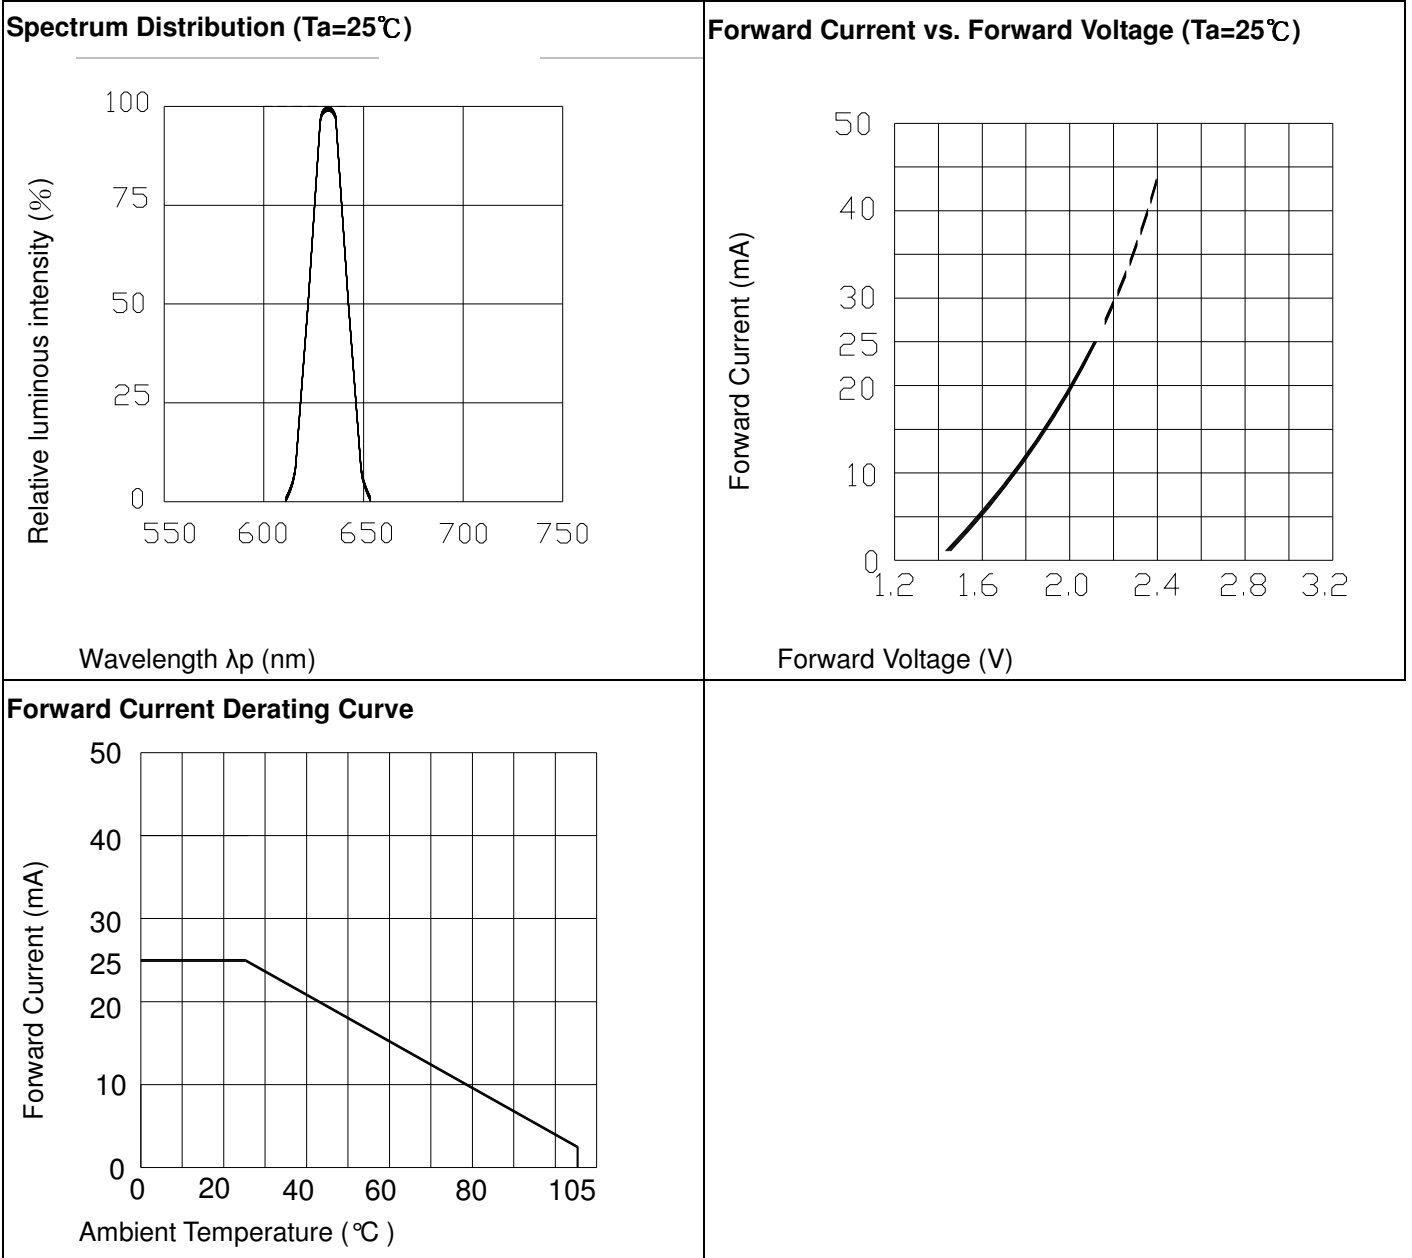 Spectrum Distribution (Ta=25℃)
100
75
50
25
0
550 600 650 700 750
Relative luminous intensity (%)
Wavelength λp (nm)
Forward Current vs. Forward Voltage (Ta=25℃)
50
40
30
25
20
10
0
1.2 1.6 2.0 2.4 2.8 3.2
Forward Current (mA)
Forward Voltage (V)
Forward Current Derating Curve
50
40
30
25
20
10
0
0 20 40 60 80 105
Forward Current (mA)
Ambient Temperature (℃ )